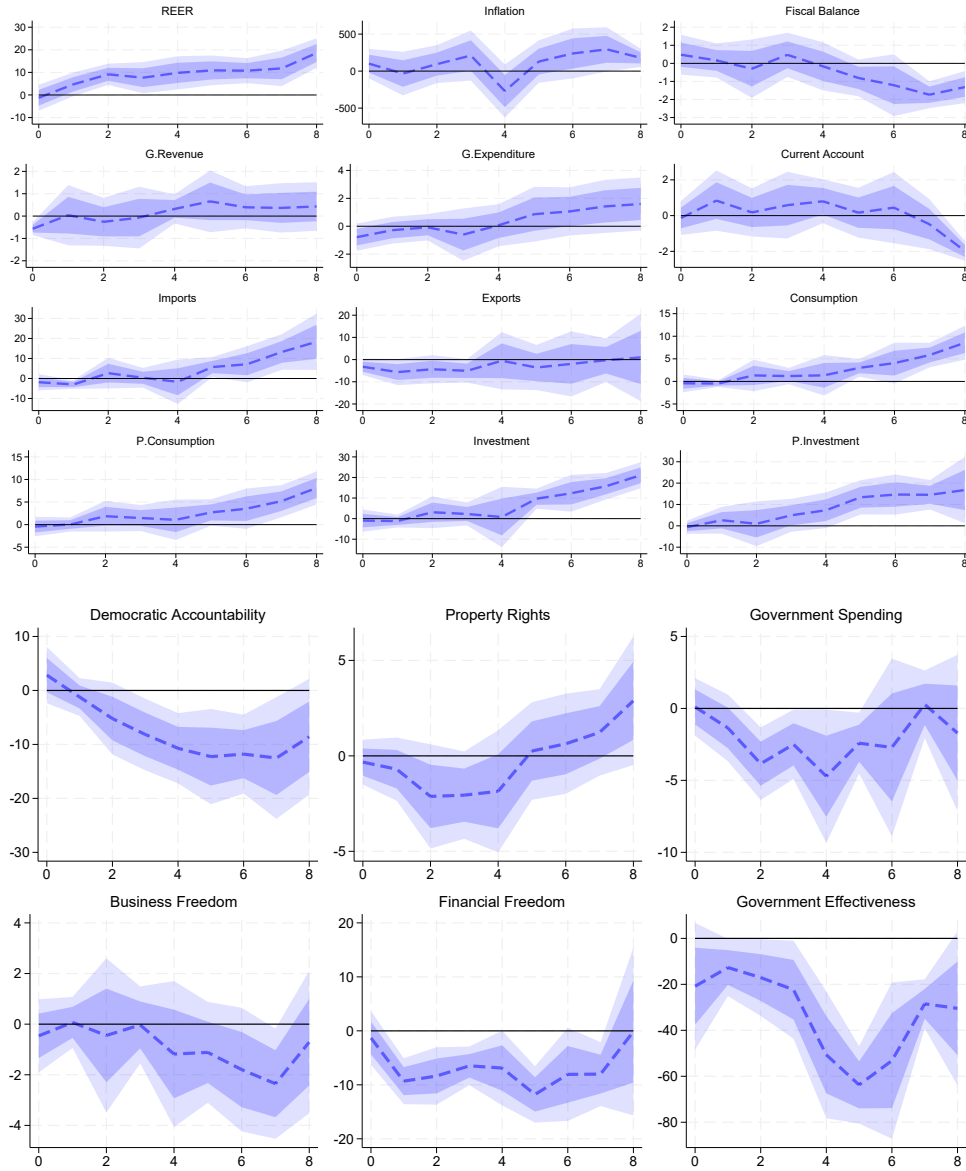 REER
Inflation
Fiscal Balance
30
20
10
0
-10
0 2 4 6 8
500
0
-500
0 2 4 6 8
2
1
0
-1
-2
-3
0 2 4 6 8
G.Revenue
G.Expenditure
Current Account
2
1
0
-1
-2
0 2 4 6 8
4
2
0
-2
0 2 4 6 8
2
0
-2
0 2 4 6 8
Imports
Exports
Consumption
30
20
10
0
-10
0 2 4 6 8
20
10
0
-10
-20
0 2 4 6 8
15
10
5
0
-5
0 2 4 6 8
P.Consumption
Investment
P.Investment
15
10
5
0
-5
0 2 4 6 8
30
20
10
0
-10
0 2 4 6 8
30
20
10
0
-10
0 2 4 6 8
Democratic Accountability
Property Rights
Government Spending
10
0
-10
-20
-30
0 2 4 6 8
5
0
-5
0 2 4 6 8
5
0
-5
-10
0 2 4 6 8
Business Freedom
Financial Freedom
Government Effectiveness
4
2
0
-2
-4
0 2 4 6 8
20
10
0
-10
-20
0 2 4 6 8
0
-20
-40
-60
-80
0 2 4 6 8